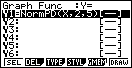 Graph Func :Y=
Y1=NormPD(X,2,5)[—]
Y2: [—]
Y3: [—]
Y4: [—]
Y5: [—]
Y6: [—]
SEL DEL TYPE STYL GMEM DRAW